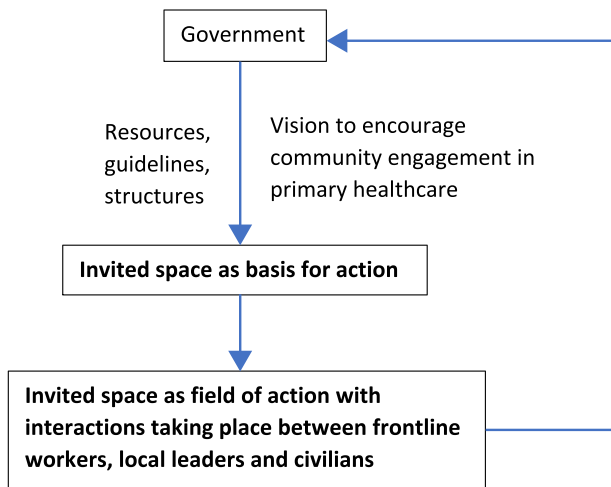 Government
Resources,
guidelines,
structures
Vision to encourage
community engagement in
primary healthcare
Invited space as basis for action
Invited space as field of action with
interactions taking place between frontline
workers, local leaders and civilians